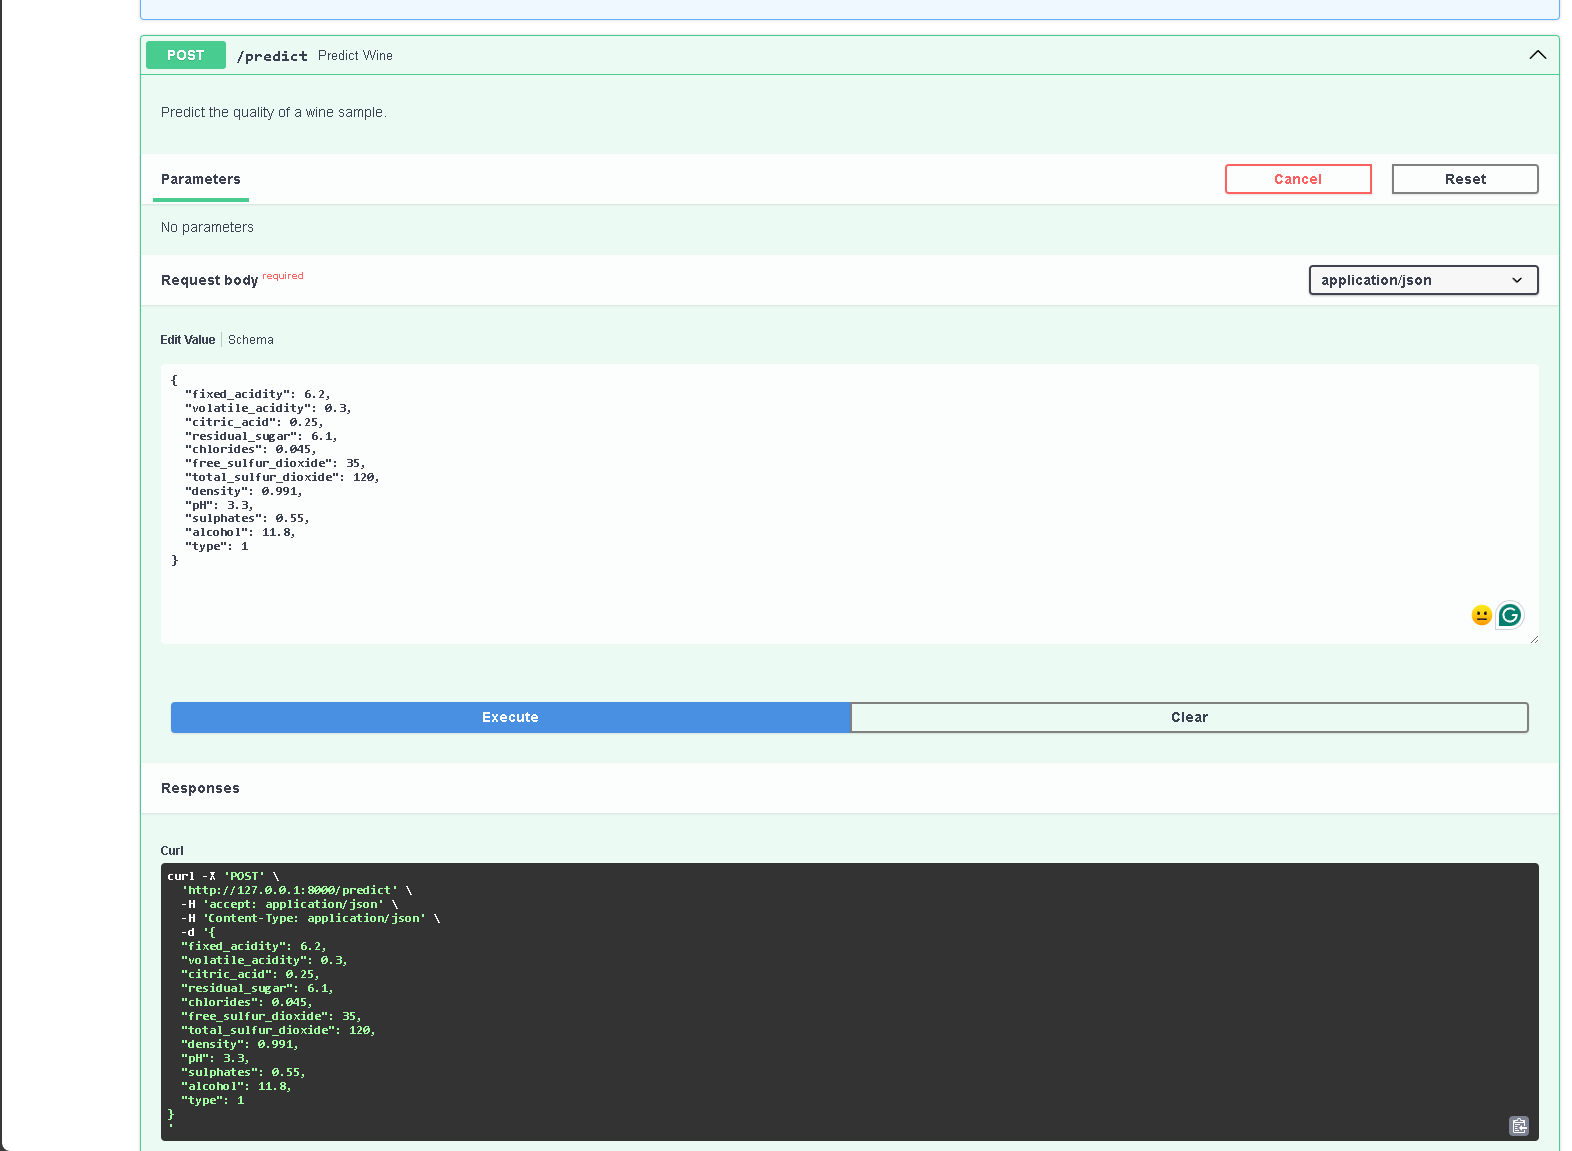 POST /predict Predict Wine
Predict the quality of a wine sample.
Parameters Cancel Reset
No parameters
Request body required application/json
Edit Value Schema
{
  "fixed_acidity": 6.2,
  "volatile_acidity": 0.3,
  "citric_acid": 0.25,
  "residual_sugar": 6.1,
  "chlorides": 0.045,
  "free_sulfur_dioxide": 35,
  "total_sulfur_dioxide": 120,
  "density": 0.991,
  "pH": 3.3,
  "sulphates": 0.55,
  "alcohol": 11.8,
  "type": 1
}
Execute Clear
Responses
Curl
curl -X 'POST' \
  'http://127.0.0.1:8000/predict' \
  -H 'accept: application/json' \
  -H 'Content-Type: application/json' \
  -d '{
  "fixed_acidity": 6.2,
  "volatile_acidity": 0.3,
  "citric_acid": 0.25,
  "residual_sugar": 6.1,
  "chlorides": 0.045,
  "free_sulfur_dioxide": 35,
  "total_sulfur_dioxide": 120,
  "density": 0.991,
  "pH": 3.3,
  "sulphates": 0.55,
  "alcohol": 11.8,
  "type": 1
}
'